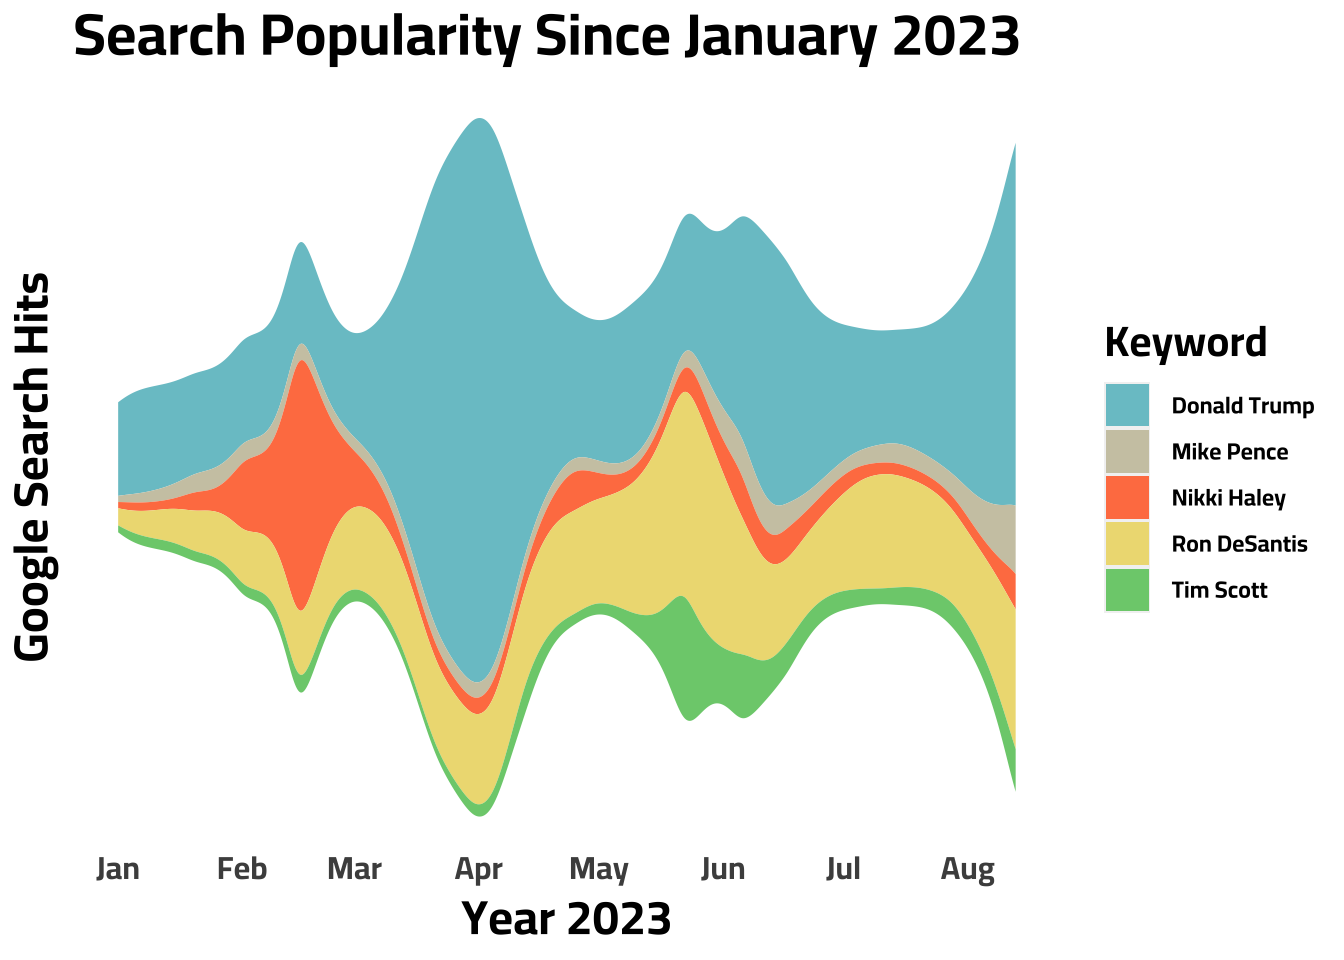 Search Popularity Since January 2023
Google Search Hits
Keyword
Donald Trump
Mike Pence
Nikki Haley
Ron DeSantis
Tim Scott
Jan Feb Mar Apr May Jun Jul Aug
Year 2023